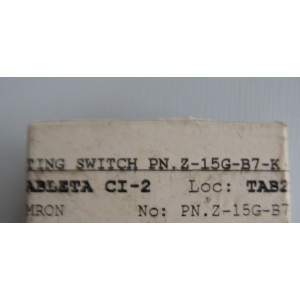 TING SWITCH PN.Z-15G-B7-K
ABLETA CI-2 Loc: TAB2
MRON No: PN.Z-15G-B7